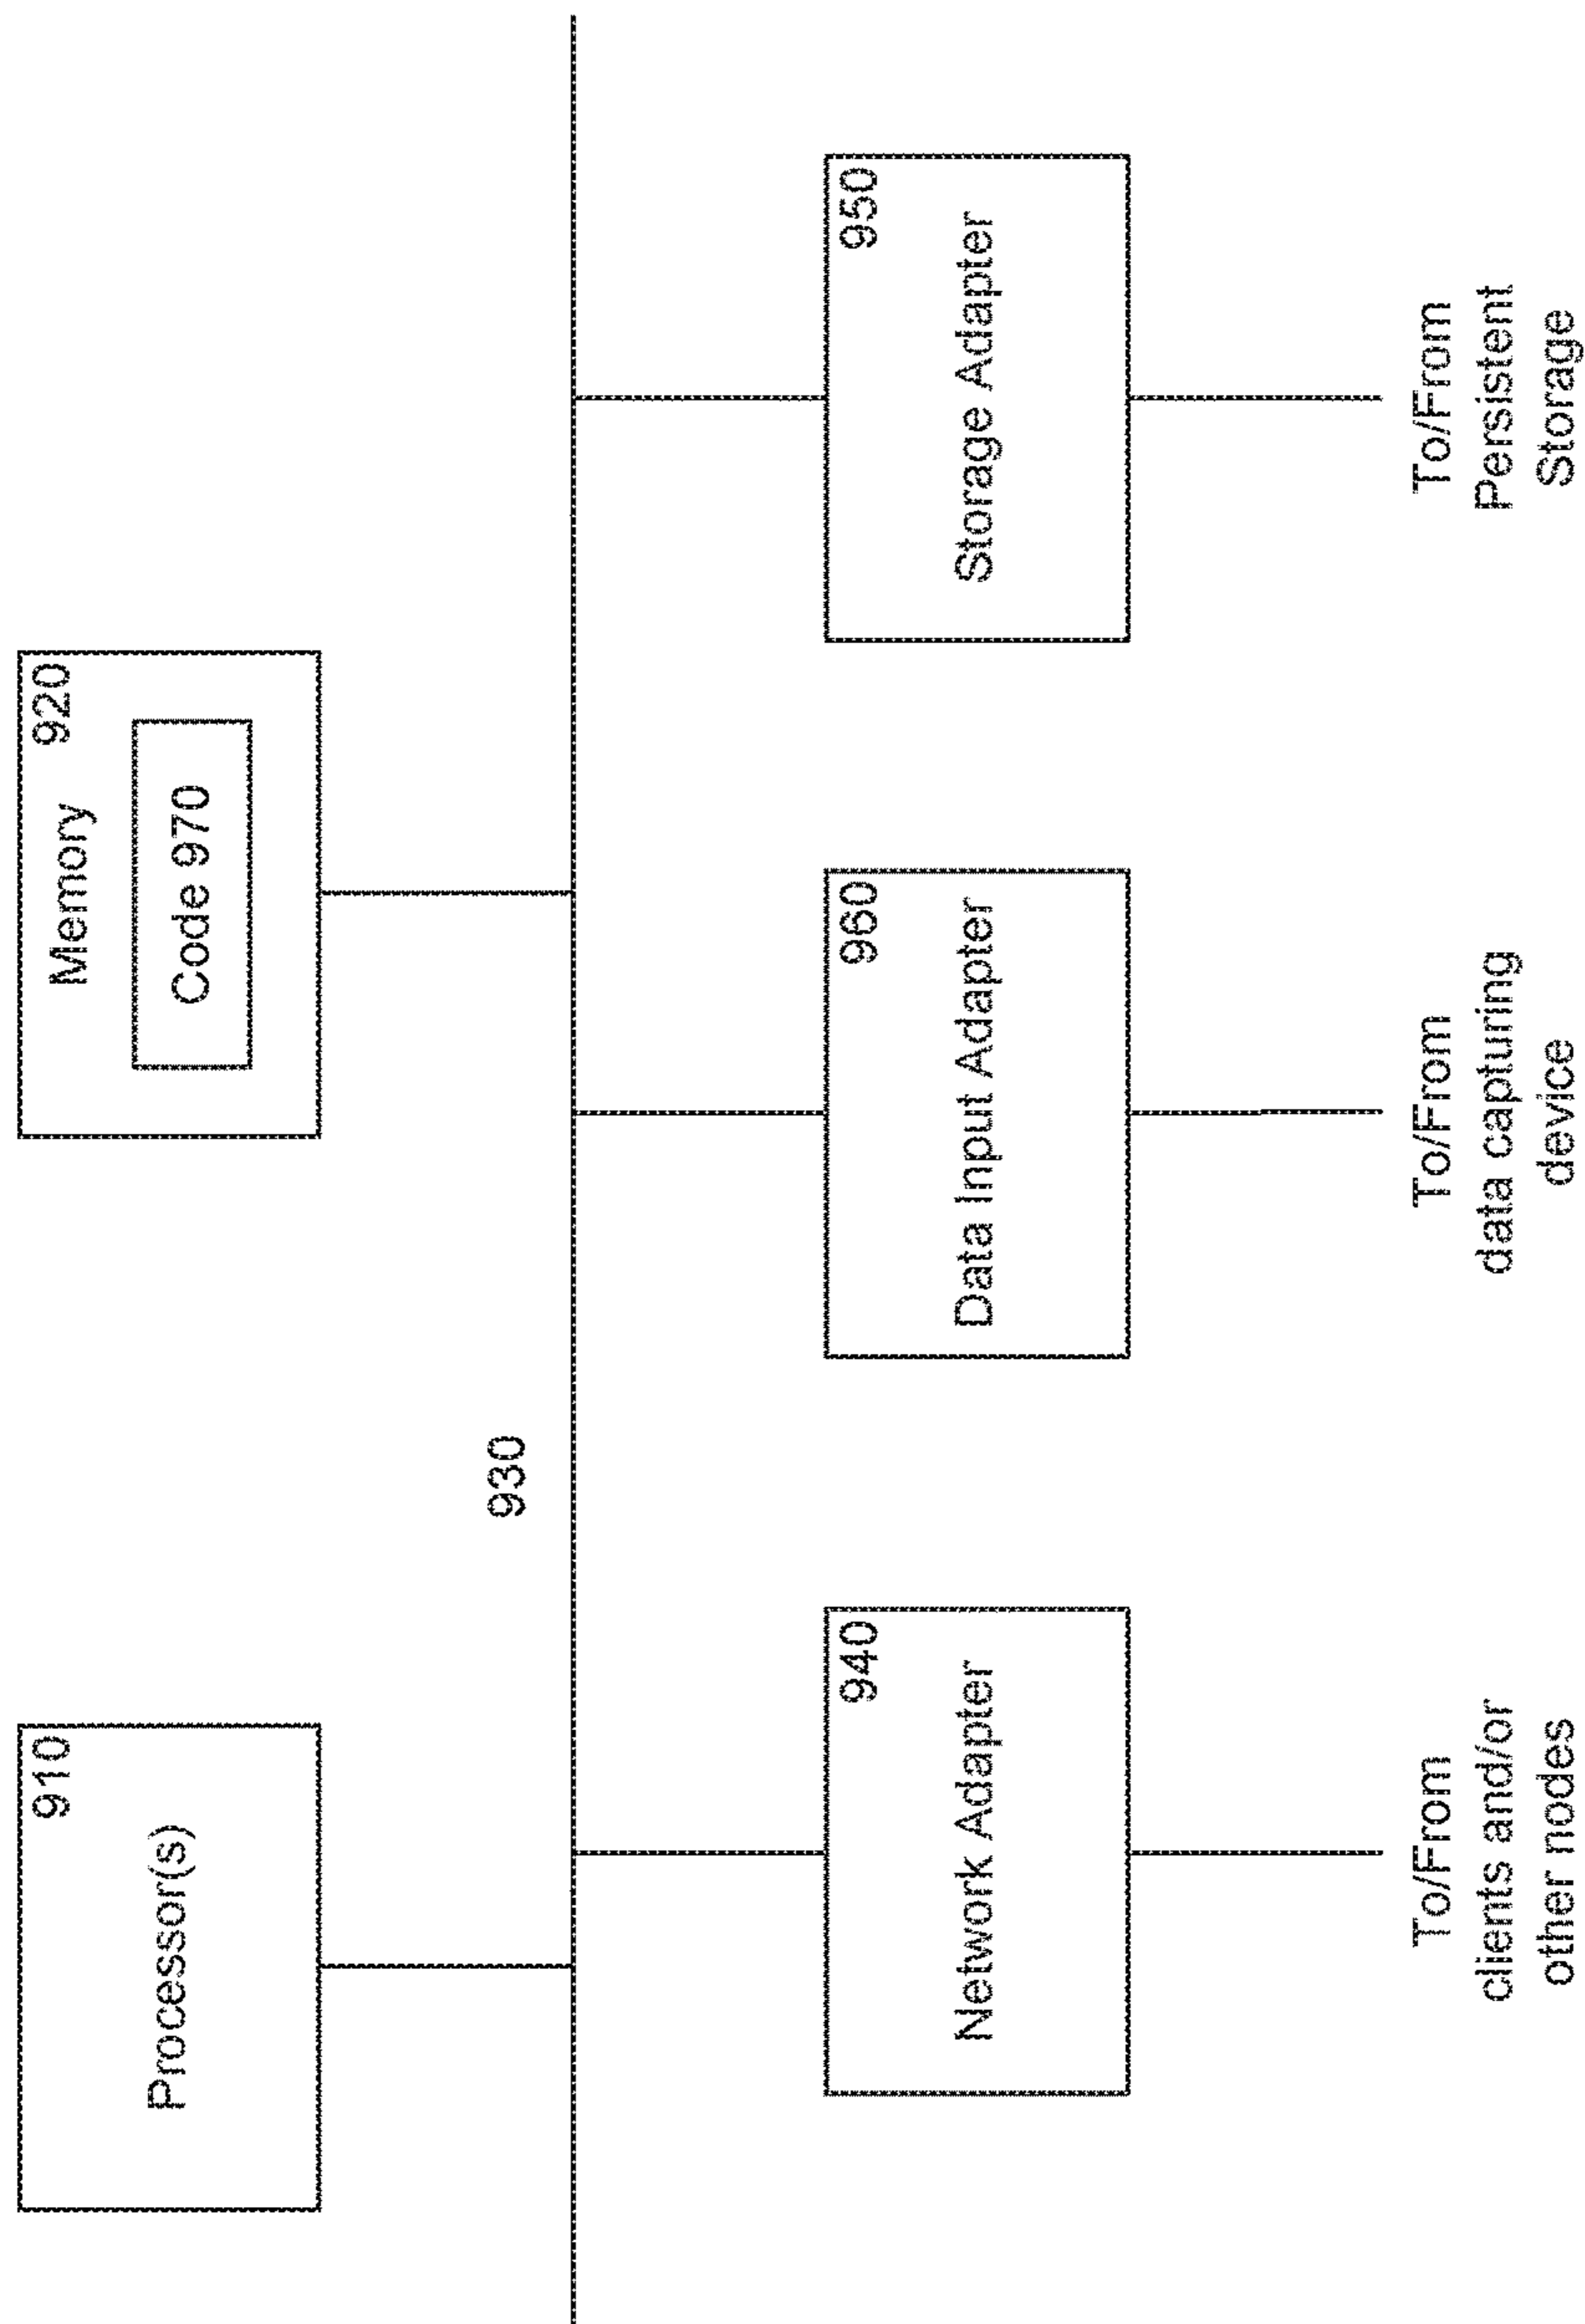 910
Processor(s)
920
Memory
Code 970
930
940
Network Adapter
960
Data Input Adapter
950
Storage Adapter
To/From
clients and/or
other nodes
To/From
data capturing
device
To/From
Persistent
Storage